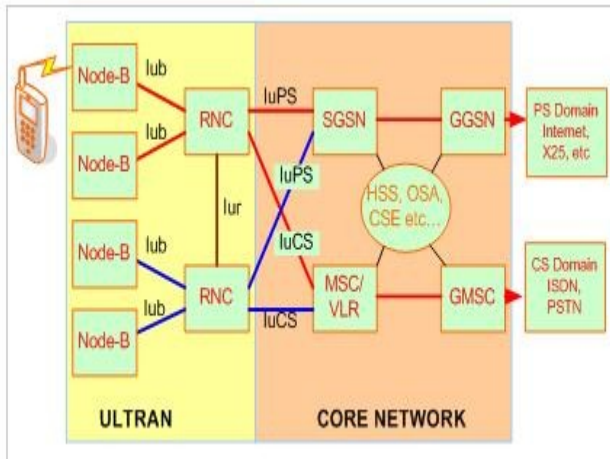 Node-B
Iub
RNC
IuPS
SGSN
GGSN
PS Domain
Internet,
X25, etc
Node-B
Iub
IuPS
HSS, OSA,
CSE etc...
Iur
IuCS
Node-B
Iub
RNC
MSC/
VLR
GMSC
CS Domain
ISDN,
PSTN
Node-B
Iub
IuCS
ULTRAN
CORE NETWORK